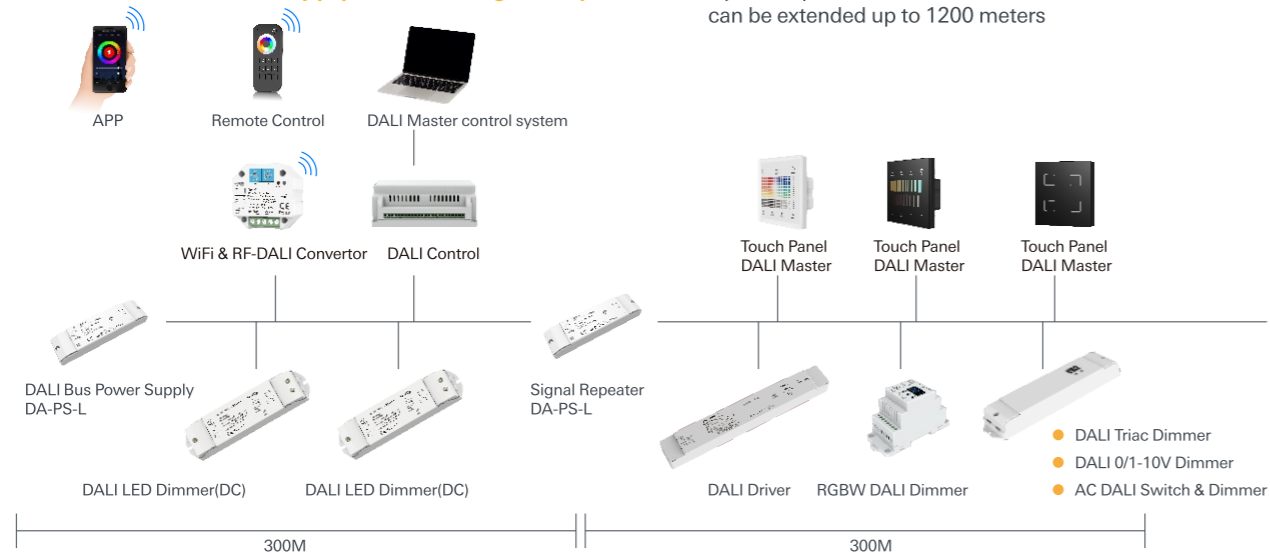 can be extended up to 1200 meters
APP
Remote Control
DALI Master control system
WiFi & RF-DALI Convertor
DALI Control
Touch Panel
DALI Master
Touch Panel
DALI Master
Touch Panel
DALI Master
DALI Bus Power Supply
DA-PS-L
Signal Repeater
DA-PS-L
DALI LED Dimmer(DC)
DALI LED Dimmer(DC)
DALI Driver
RGBW DALI Dimmer
DALI Triac Dimmer
DALI 0/1-10V Dimmer
AC DALI Switch & Dimmer
300M
300M